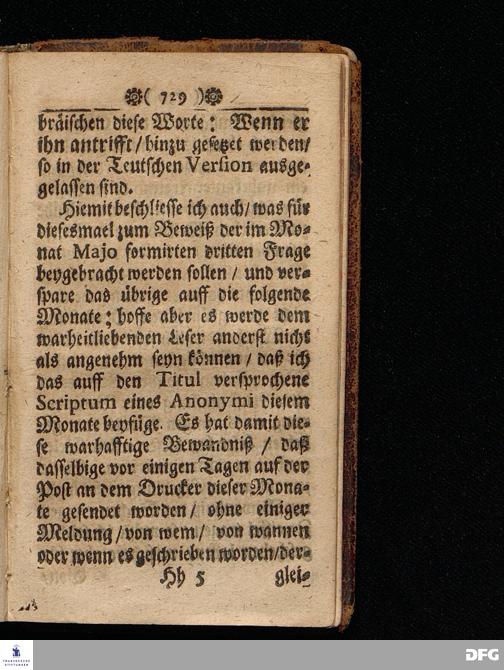 ( 729 )
bräischen diese Worte: Wenn er
ihn antrifft/ hinzu gesetzet werden/
so in der Teutschen Version ausge-
gelassen sind.
Hiemit beschliesse ich auch/ was für
diesesmael zum Beweiß der im Mo-
nat Majo formirten dritten Frage
beygebracht werden sollen / und ver-
spare das übrige auff die folgende
Monate; hoffe aber es werde dem
warheitliebenden Leser anderst nicht
als angenehm seyn können / daß ich
das auff den Titul versprochene
Scriptum eines Anonymi diesem
Monate beyfüge. Es hat damit die-
se warhafftige Bewandniß / daß
dasselbige vor einigen Tagen auf der
Post an dem Drucker dieser Mona-
te gesendet worden/ ohne einiger
Meldung/ von wem/ von wannen
oder wenn es geschrieben worden/ der-
Hh 5 glei-
FRANCKESCHE STIFTUNGEN
DFG